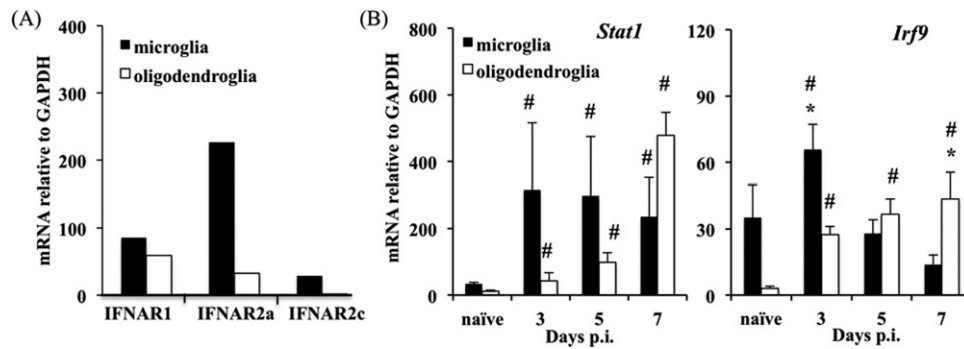 (A)
400
300
200
100
0
mRNA relative to GAPDH
microglia
oligodendroglia
IFNAR1 IFNAR2a IFNAR2c
(B)
800
600
400
200
0
mRNA relative to GAPDH
Stat1
microglia
oligodendroglia
# # # # # #
naïve 3 5 7
Days p.i.
120
90
60
30
0
Irf9
# * # # # *
naïve 3 5 7
Days p.i.